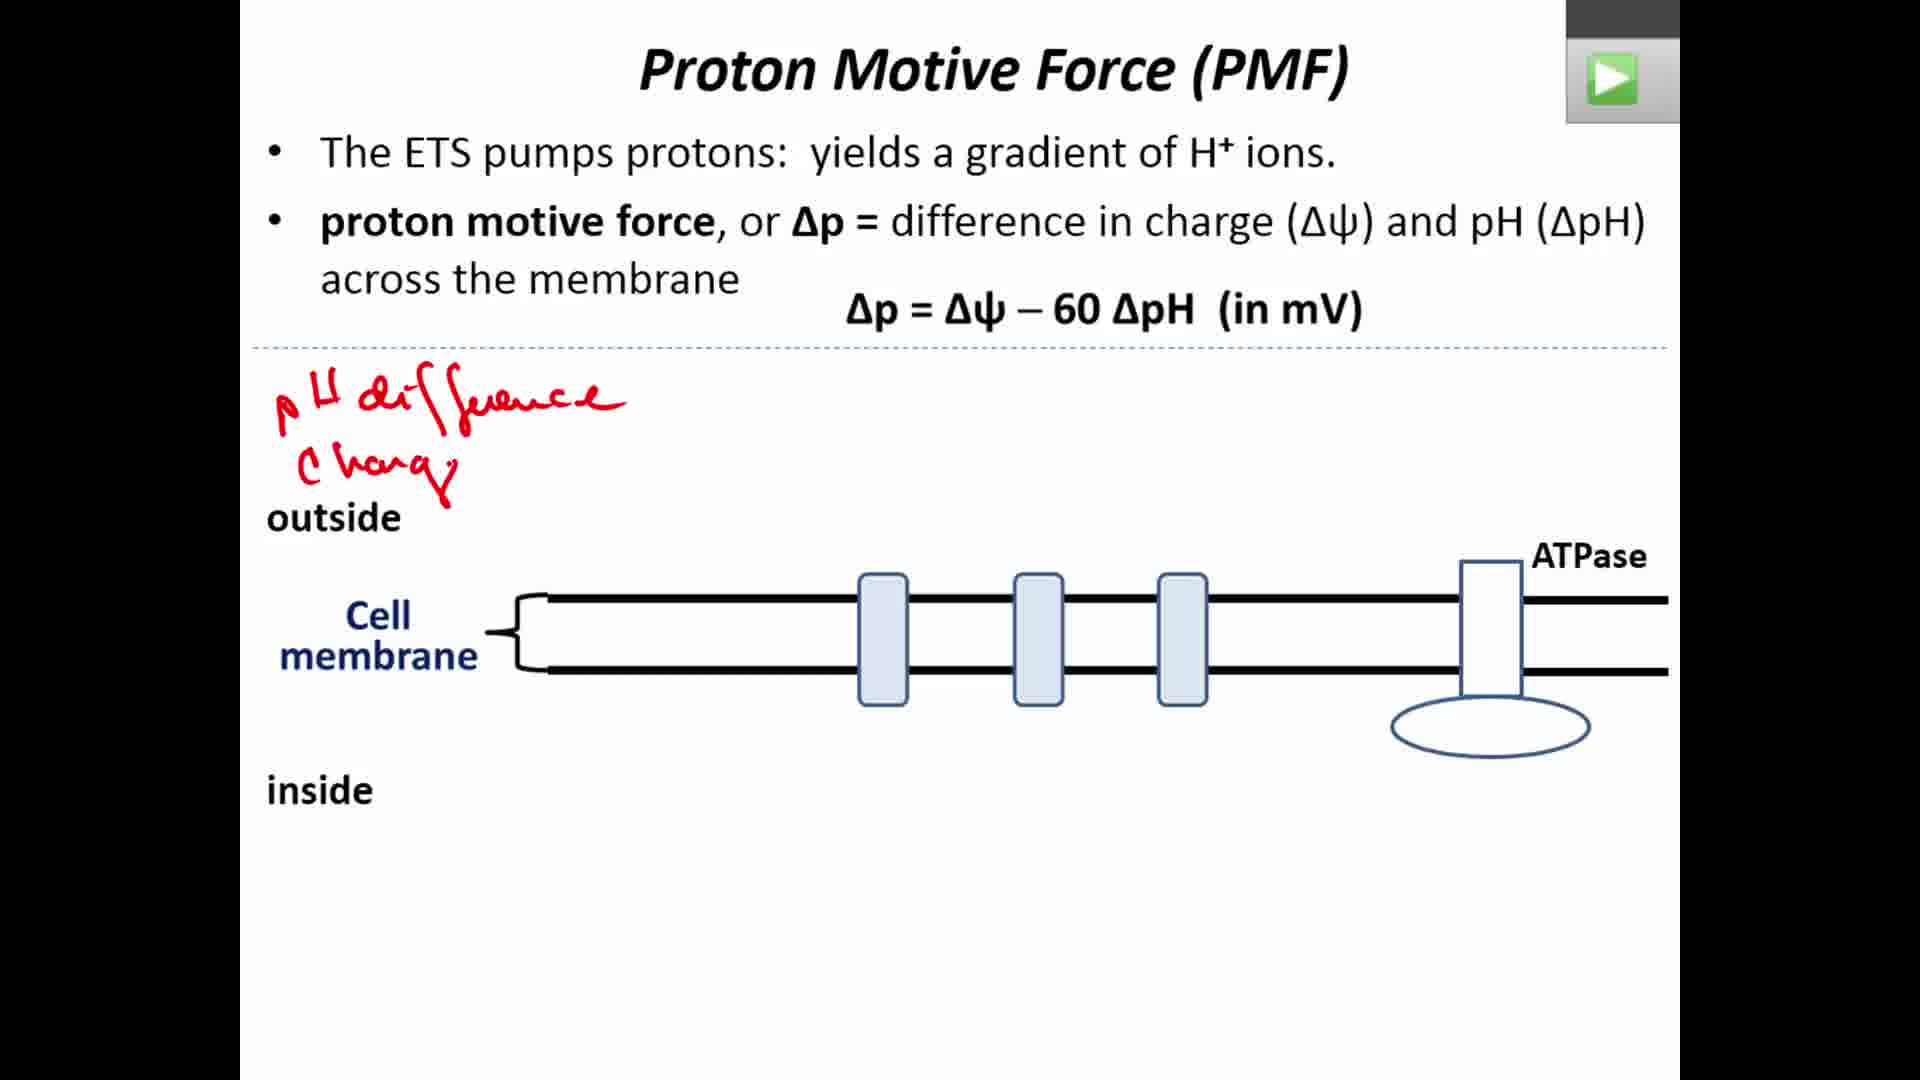 Proton Motive Force (PMF)
• The ETS pumps protons: yields a gradient of H⁺ ions.
• proton motive force, or Δp = difference in charge (Δψ) and pH (ΔpH)
across the membrane
Δp = Δψ – 60 ΔpH (in mV)
pH difference
Charg
outside
ATPase
Cell
membrane
inside